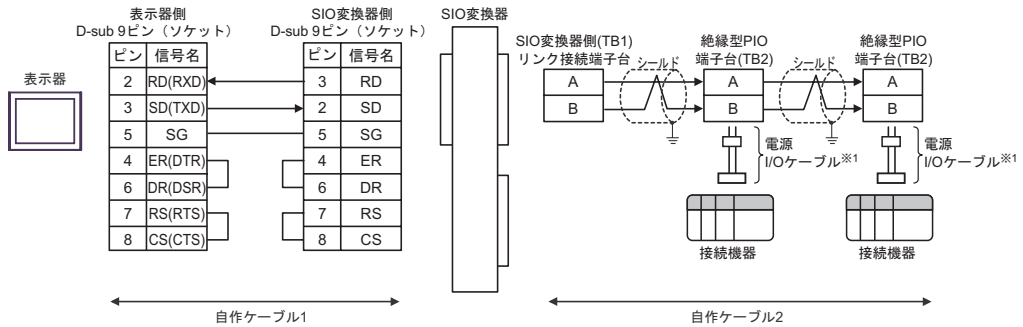 表示器
表示器側
D-sub 9ピン（ソケット）
ピン 信号名
2 RD(RXD)
3 SD(TXD)
5 SG
4 ER(DTR)
6 DR(DSR)
7 RS(RTS)
8 CS(CTS)
SIO変換器側
D-sub 9ピン（ソケット）
ピン 信号名
3 RD
2 SD
5 SG
4 ER
6 DR
7 RS
8 CS
自作ケーブル1
SIO変換器
SIO変換器側(TB1)
リンク接続端子台
A
B
シールド
絶縁型PIO
端子台(TB2)
A
B
電源
I/Oケーブル※1
接続機器
シールド
絶縁型PIO
端子台(TB2)
A
B
電源
I/Oケーブル※1
接続機器
自作ケーブル2